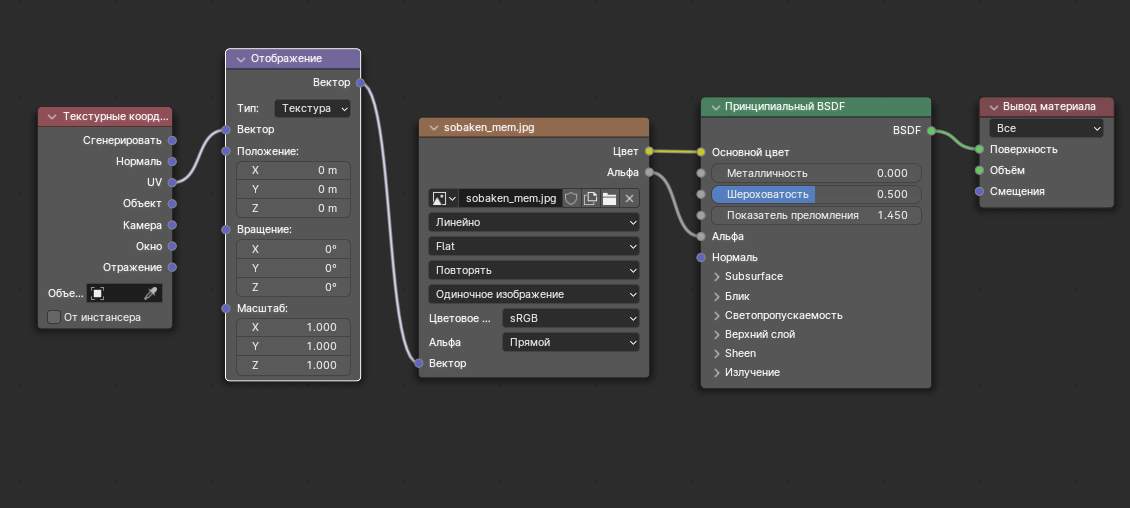 Текстурные коорд...
Сгенерировать
Нормаль
UV
Объект
Камера
Окно
Отражение
Объе...
От инстансера
Отображение
Вектор
Тип: Текстура
Вектор
Положение:
X 0 m
Y 0 m
Z 0 m
Вращение:
X 0°
Y 0°
Z 0°
Масштаб:
X 1.000
Y 1.000
Z 1.000
sobaken_mem.jpg
Цвет
Альфа
sobaken_mem.jpg
Линейно
Flat
Повторять
Одиночное изображение
Цветовое ... sRGB
Альфа Прямой
Вектор
Принципиальный BSDF
BSDF
Основной цвет
Металличность 0.000
Шероховатость 0.500
Показатель преломления 1.450
Альфа
Нормаль
Subsurface
Блик
Светопропускаемость
Верхний слой
Sheen
Излучение
Вывод материала
Все
Поверхность
Объём
Смещения